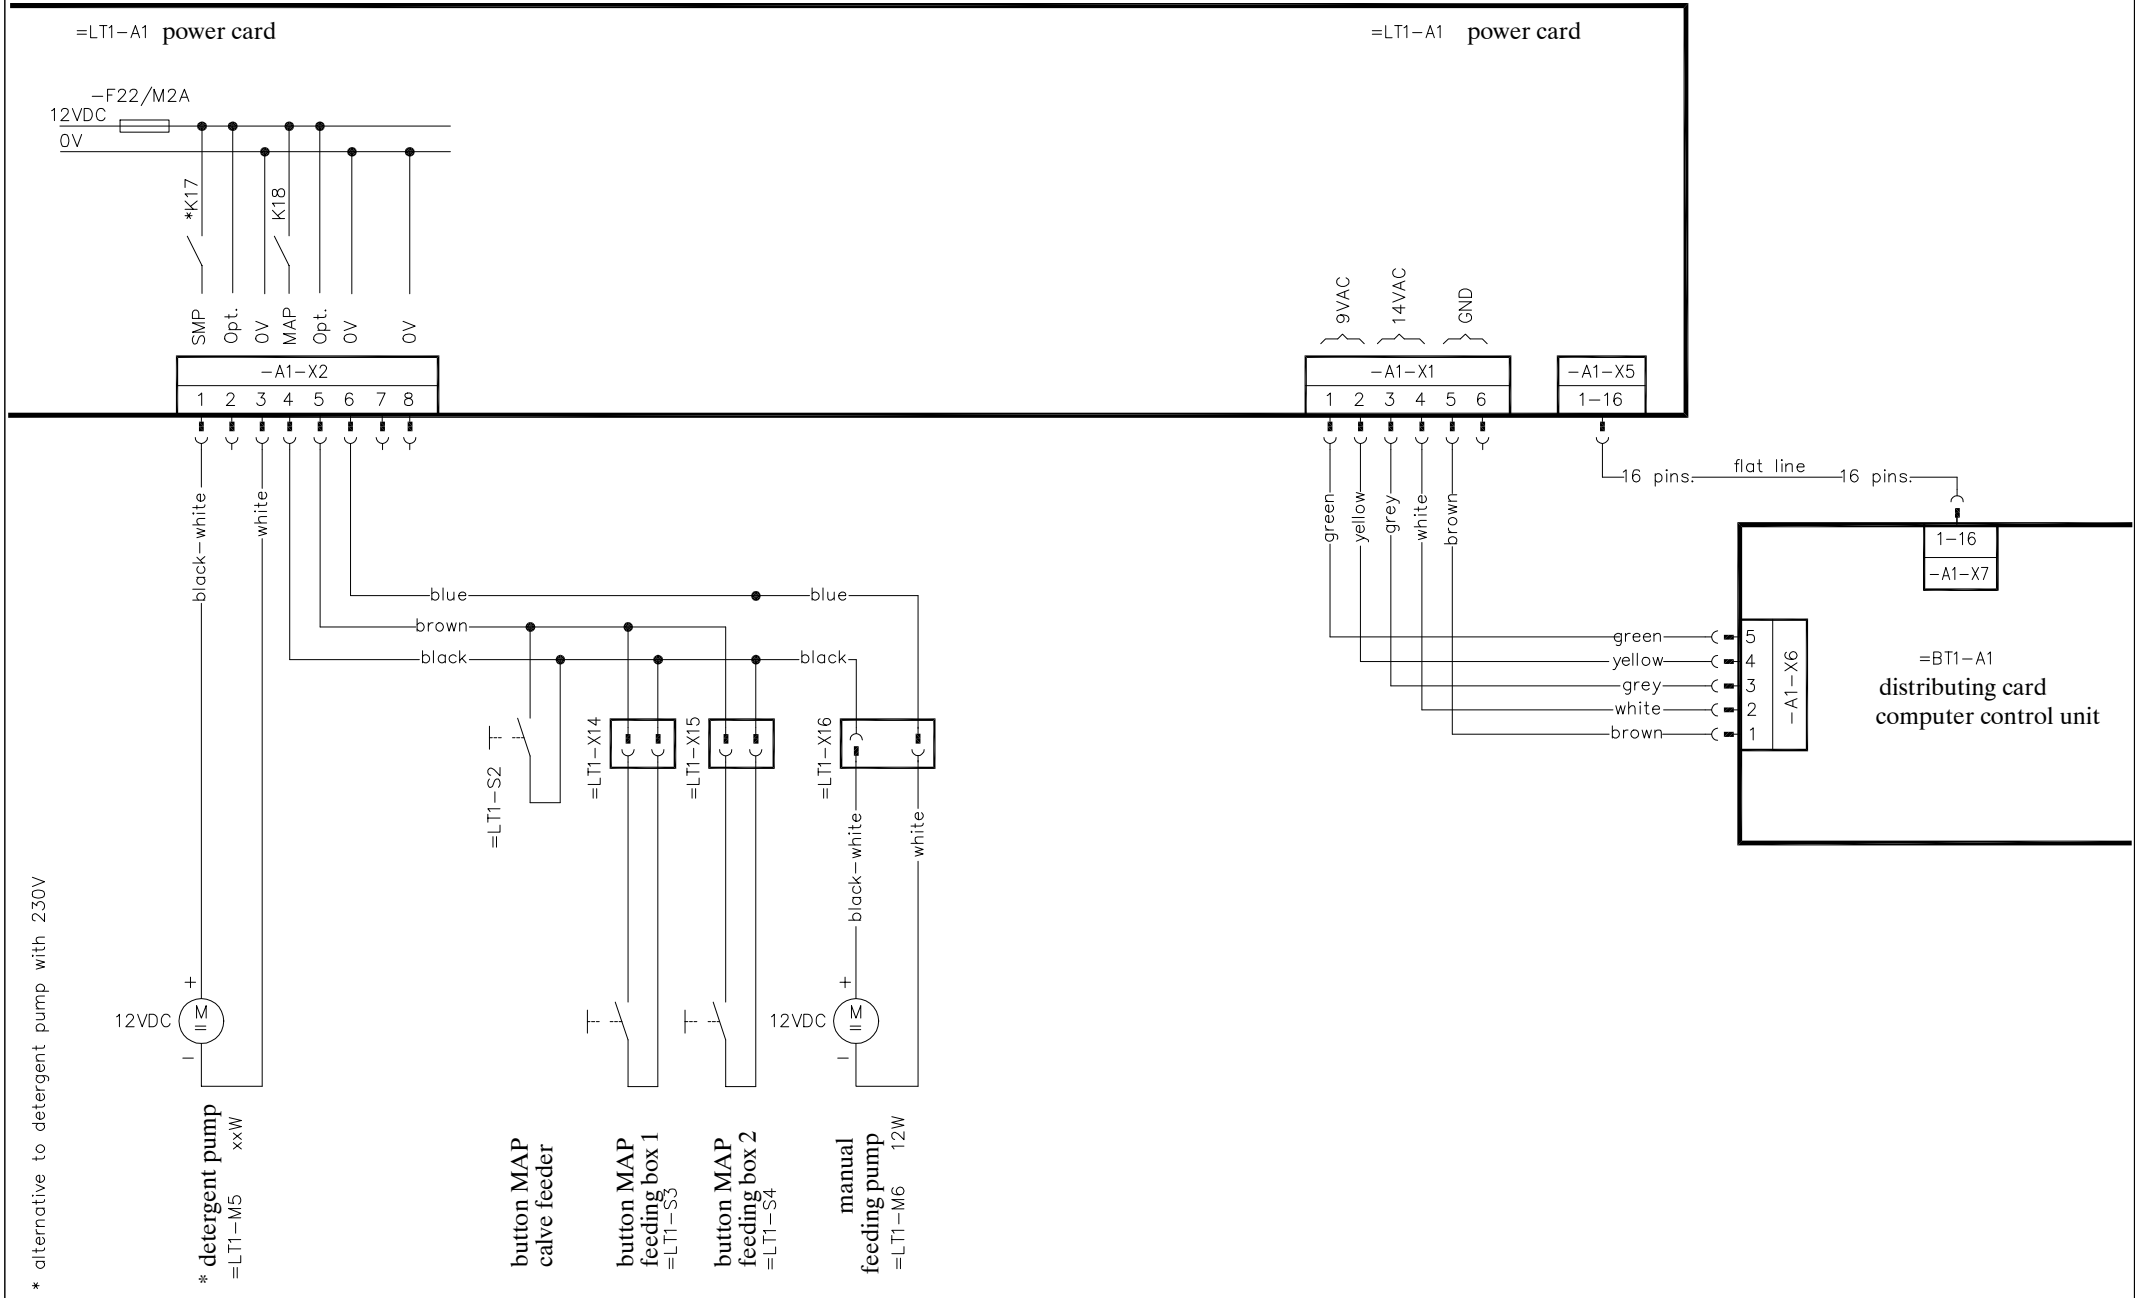 =LT1-A1 power card
=LT1-A1 power card
-F22/M2A
12VDC
0V
*K17
K18
SMP
Opt.
0V
MAP
Opt.
0V
0V
9VAC
14VAC
GND
-A1-X2
1 2 3 4 5 6 7 8
-A1-X1
1 2 3 4 5 6
-A1-X5
1-16
black-white
white
green
yellow
grey
white
brown
16 pins. flat line 16 pins.
1-16
-A1-X7
blue blue
brown
black black
green 5
yellow 4
grey 3
white 2
brown 1
-A1-X6
=BT1-A1
distributing card
computer control unit
=LT1-S2
=LT1-X14
=LT1-X15
=LT1-X16
black-white
white
+
12VDC
M
=
-
+
12VDC
M
=
-
* alternative to detergent pump with 230V
* detergent pump
=LT1-M5 xxW
button MAP
calve feeder
button MAP
feeding box 1
=LT1-S3
button MAP
feeding box 2
=LT1-S4
manual
feeding pump
=LT1-M6 12W